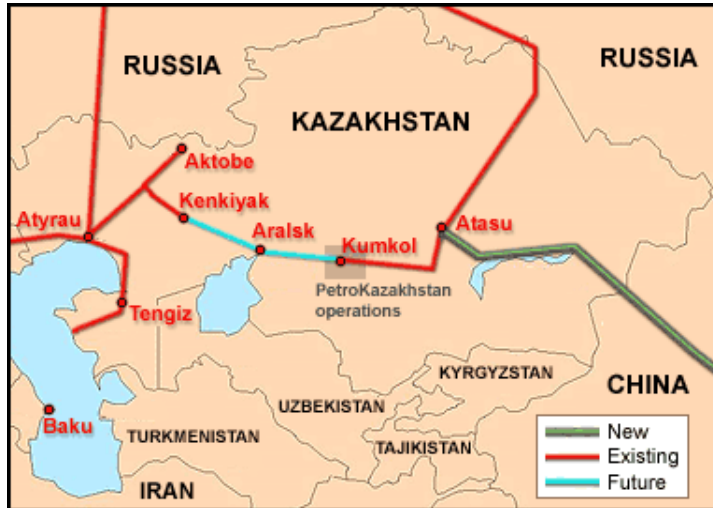 RUSSIA
RUSSIA
KAZAKHSTAN
Aktobe
Kenkiyak
Atyrau
Aralsk
Atasu
Kumkol
PetroKazakhstan
operations
Tengiz
KYRGYZSTAN
CHINA
UZBEKISTAN
Baku
TURKMENISTAN
TAJIKISTAN
IRAN
New
Existing
Future